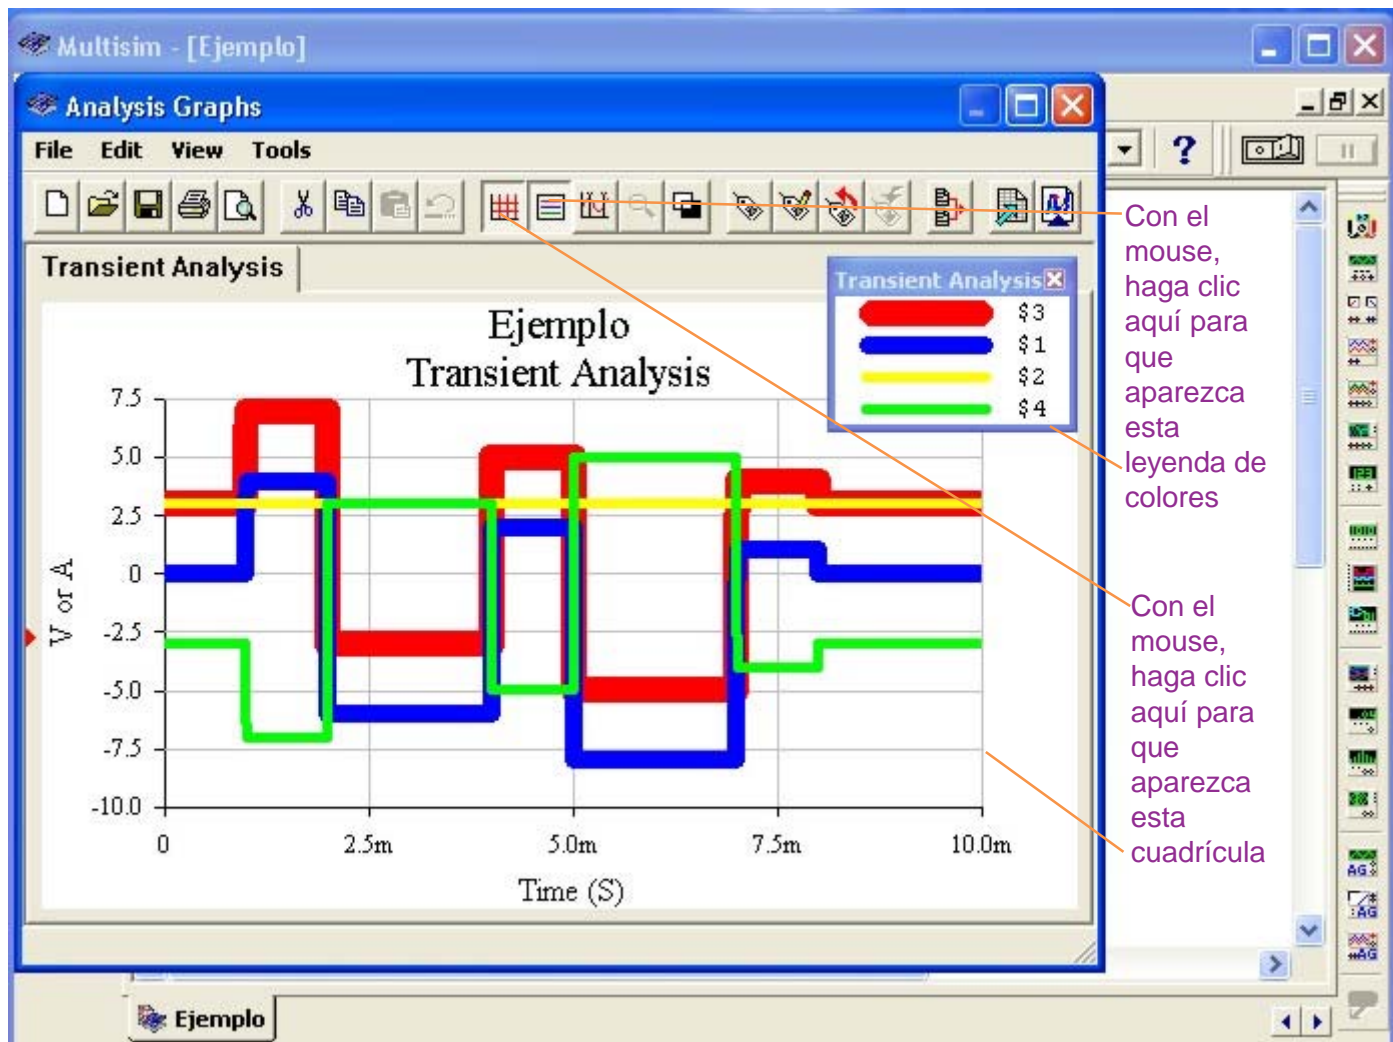 Multisim - [Ejemplo]
Analysis Graphs
File Edit View Tools
Transient Analysis
Transient Analysis
$3
$1
$2
$4
Ejemplo
Transient Analysis
7.5
5.0
2.5
0
-2.5
-5.0
-7.5
-10.0
V or A
0 2.5m 5.0m 7.5m 10.0m
Time (S)
Con el
mouse,
haga clic
aquí para
que
aparezca
esta
leyenda de
colores
Con el
mouse,
haga clic
aquí para
que
aparezca
esta
cuadrícula
AG
AG
AG
Ejemplo